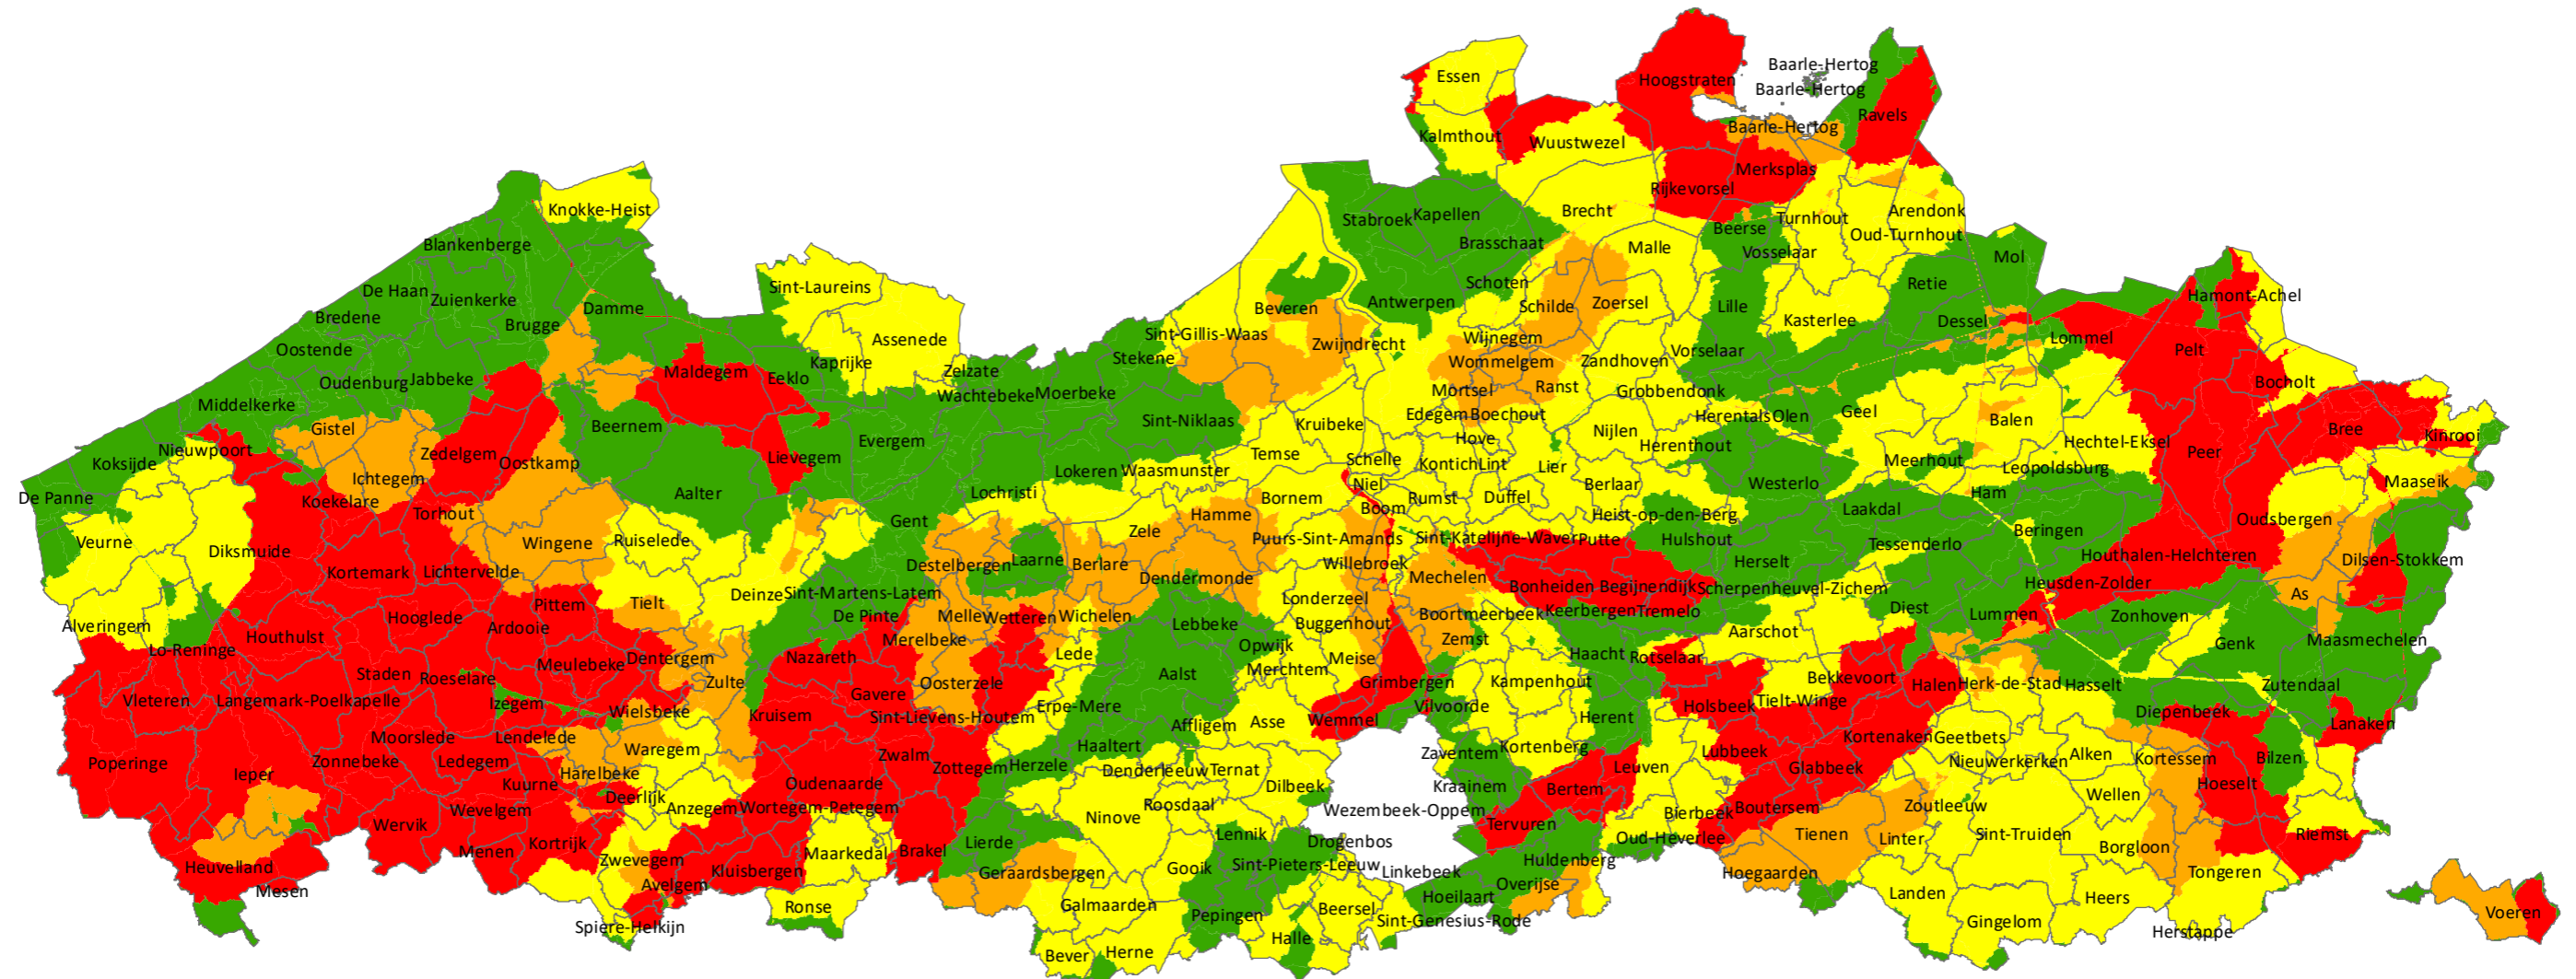 Baarle-Hertog
Essen
Hoogstraten
Baarle-Hertog
Ravels
Kalmthout
Wuustwezel
Baarle-Hertog
Merksplas
Rijkevorsel
Knokke-Heist
Stabroek
Kapellen
Brecht
Turnhout
Arendonk
Blankenberge
Brasschaat
Malle
Beerse
Vosselaar
Oud-Turnhout
Mol
De Haan
Zuienkerke
Sint-Laureins
Schoten
Retie
Hamont-Achel
Bredene
Brugge
Damme
Beveren
Antwerpen
Schilde
Zoersel
Lille
Kasterlee
Dessel
Oostende
Assenede
Sint-Gillis-Waas
Zwijndrecht
Wijnegem
Lommel
Pelt
Oudenburg
Jabbeke
Maldegem
Eeklo
Kaprijke
Zelzate
Stekene
Wommelgem
Zandhoven
Vorselaar
Middelkerke
Wachtebeke
Moerbeke
Mortsel
Ranst
Grobbendonk
Bocholt
Gistel
Beernem
Evergem
Sint-Niklaas
Kruibeke
Edegem
Boechout
Herentals
Olen
Geel
Balen
Bree
Nieuwpoort
Zedelgem
Oostkamp
Lievegem
Temse
Hove
Nijlen
Herenthout
Hechtel-Eksel
Kinrooi
Koksijde
Ichtegem
Lokeren
Waasmunster
Schelle
Kontich
Lint
Lier
Meerhout
Leopoldsburg
Peer
De Panne
Koekelare
Aalter
Lochristi
Bornem
Niel
Rumst
Duffel
Berlaar
Westerlo
Ham
Maaseik
Torhout
Gent
Hamme
Boom
Heist-op-den-Berg
Laakdal
Oudsbergen
Veurne
Diksmuide
Wingene
Ruiselede
Zele
Puurs-Sint-Amands
Sint-Katelijne-Waver
Putte
Hulshout
Tessenderlo
Beringen
Kortemark
Lichtervelde
Destelbergen
Laarne
Berlare
Dendermonde
Willebroek
Mechelen
Bonheiden
Begijnendijk
Herselt
Scherpenheuvel-Zichem
Heusden-Zolder
Houthalen-Helchteren
Dilsen-Stokkem
Pittem
Tielt
Deinze
Sint-Martens-Latem
Londerzeel
As
Alveringem
Houthulst
Hooglede
Ardooie
De Pinte
Melle
Wetteren
Wichelen
Lebbeke
Buggenhout
Boortmeerbeek
Keerbergen
Tremelo
Aarschot
Diest
Lummen
Zonhoven
Lo-Reninge
Merelbeke
Opwijk
Zemst
Genk
Maasmechelen
Staden
Roeselare
Meulebeke
Dentergem
Nazareth
Lede
Merchtem
Meise
Haacht
Rotselaar
Vleteren
Langemark-Poelkapelle
Izegem
Wielsbeke
Zulte
Gavere
Oosterzele
Aalst
Grimbergen
Kampenhout
Bekkevoort
Halen
Herk-de-Stad
Hasselt
Zutendaal
Kruisem
Sint-Lievens-Houtem
Erpe-Mere
Affligem
Asse
Wemmel
Vilvoorde
Herent
Holsbeek
Tielt-Winge
Diepenbeek
Lanaken
Moorslede
Lendelede
Waregem
Haaltert
Kortenberg
Kortenaken
Geetbets
Poperinge
Ieper
Zonnebeke
Ledegem
Harelbeke
Zwalm
Zottegem
Herzele
Denderleeuw
Ternat
Zaventem
Leuven
Lubbeek
Glabbeek
Nieuwerkerken
Alken
Kortessem
Bilzen
Kuurne
Deerlijk
Oudenaarde
Dilbeek
Kraainem
Bertem
Hoeselt
Wevelgem
Anzegem
Wortegem-Petegem
Roosdaal
Wezembeek-Oppem
Bierbeek
Boutersem
Zoutleeuw
Wellen
Wervik
Ninove
Tervuren
Tienen
Linter
Sint-Truiden
Riemst
Menen
Kortrijk
Zwevegem
Maarkedal
Brakel
Lierde
Lennik
Drogenbos
Oud-Heverlee
Borgloon
Heuvelland
Mesen
Avelgem
Kluisbergen
Geraardsbergen
Gooik
Sint-Pieters-Leeuw
Linkebeek
Huldenberg
Hoegaarden
Tongeren
Ronse
Galmaarden
Pepingen
Beersel
Hoeilaart
Overijse
Landen
Heers
Spiere-Helkijn
Sint-Genesius-Rode
Gingelom
Herstappe
Voeren
Bever
Herne
Halle